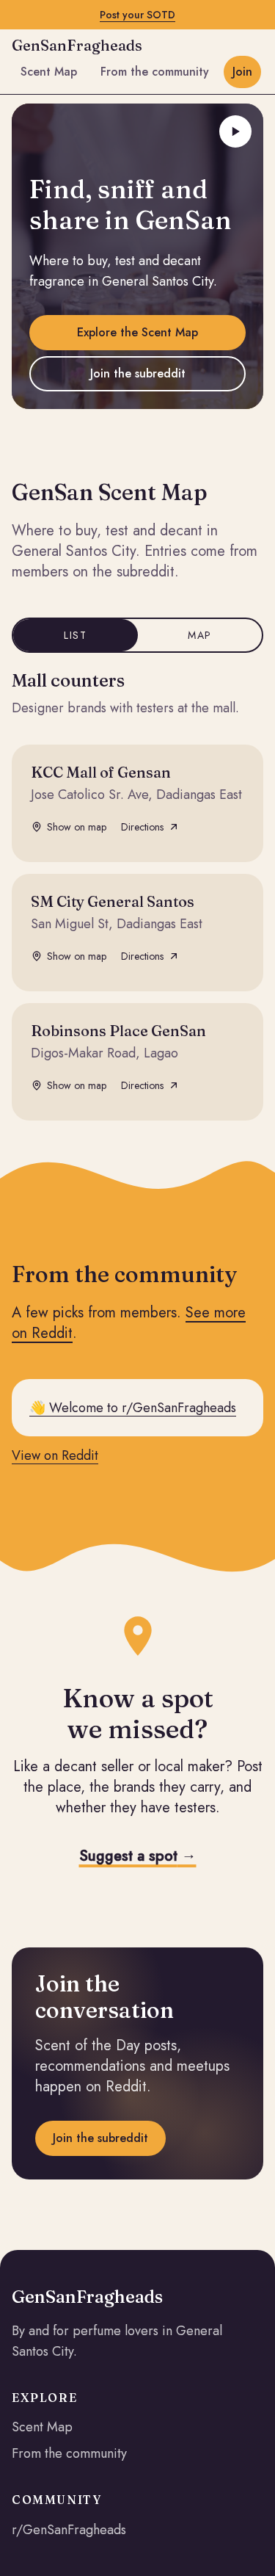 Post your SOTD
GenSanFragheads
Scent Map From the community Join
Find, sniff and
share in GenSan
Where to buy, test and decant
fragrance in General Santos City.
Explore the Scent Map
Join the subreddit
GenSan Scent Map
Where to buy, test and decant in
General Santos City. Entries come from
members on the subreddit.
LIST MAP
Mall counters
Designer brands with testers at the mall.
KCC Mall of Gensan
Jose Catolico Sr. Ave, Dadiangas East
Show on map Directions ↗
SM City General Santos
San Miguel St, Dadiangas East
Show on map Directions ↗
Robinsons Place GenSan
Digos-Makar Road, Lagao
Show on map Directions ↗
From the community
A few picks from members. See more
on Reddit.
👋 Welcome to r/GenSanFragheads
View on Reddit
Know a spot
we missed?
Like a decant seller or local maker? Post
the place, the brands they carry, and
whether they have testers.
Suggest a spot →
Join the
conversation
Scent of the Day posts,
recommendations and meetups
happen on Reddit.
Join the subreddit
GenSanFragheads
By and for perfume lovers in General
Santos City.
EXPLORE
Scent Map
From the community
COMMUNITY
r/GenSanFragheads